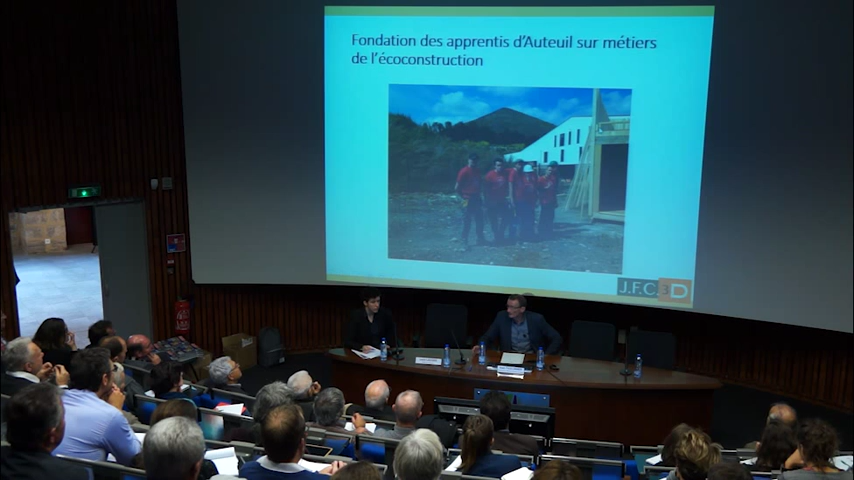 Fondation des apprentis d'Auteuil sur métiers
de l'écoconstruction
J.F.C.3D